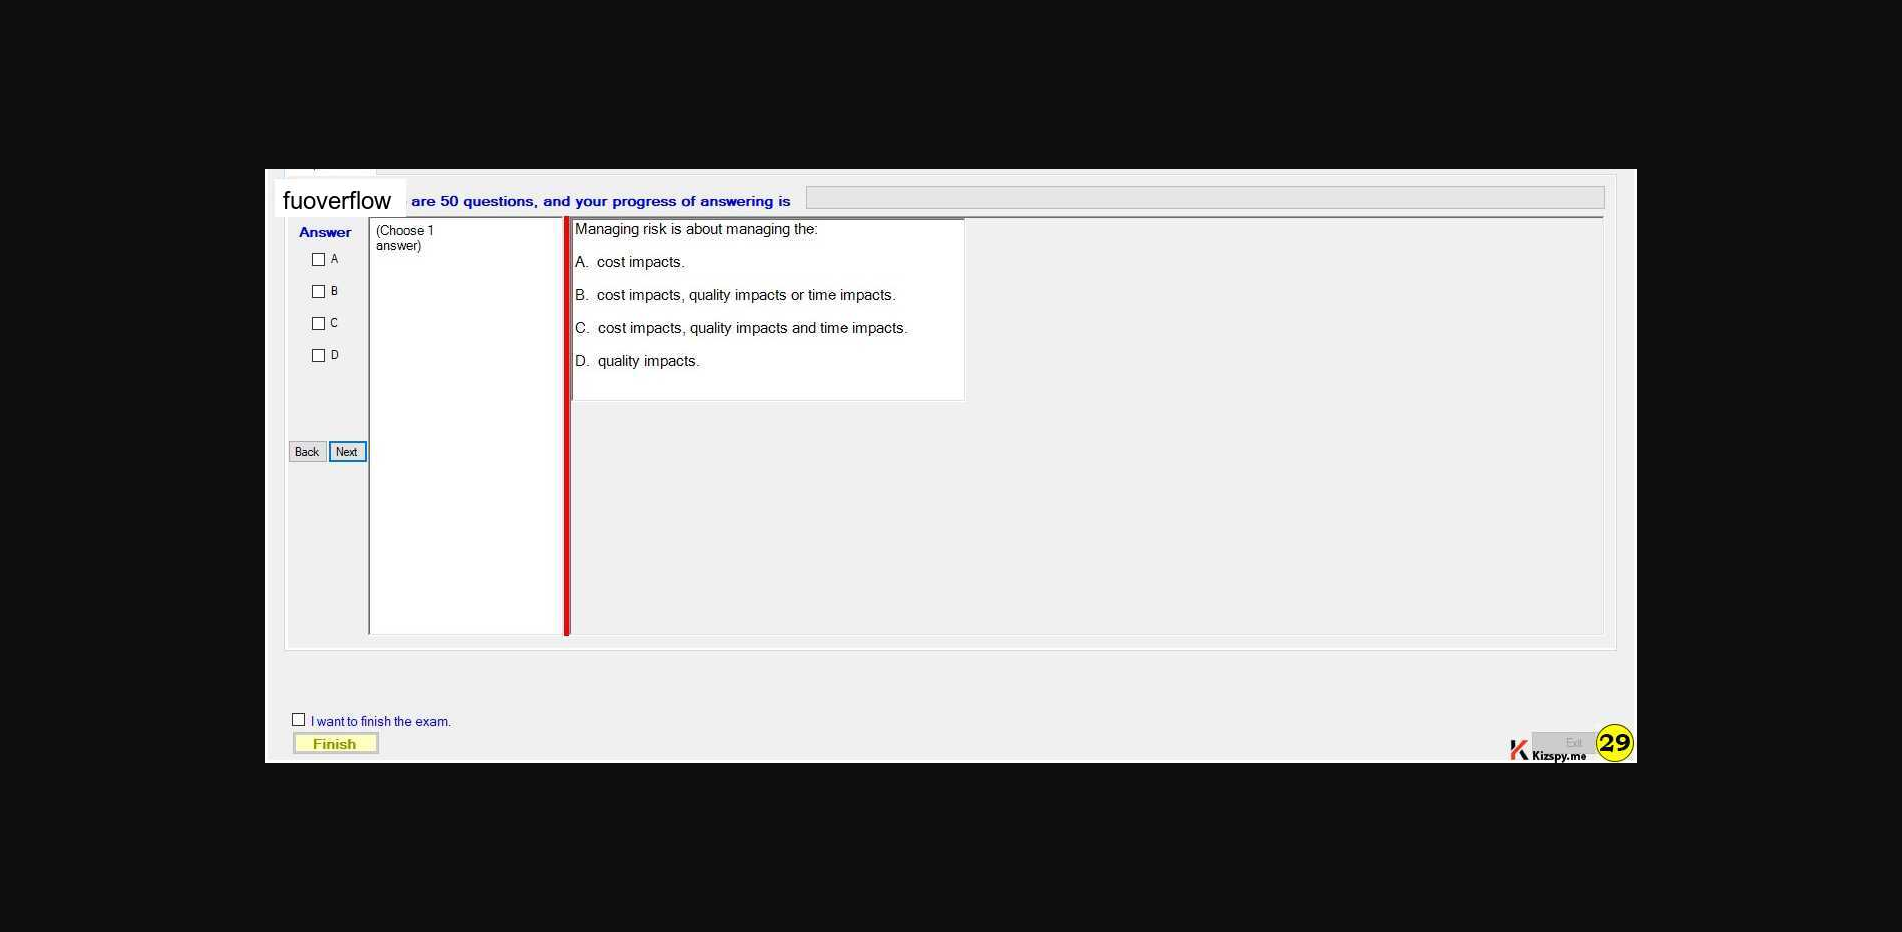 fuoverflow are 50 questions, and your progress of answering is
Answer
A
B
C
D
Back Next
(Choose 1
answer)
Managing risk is about managing the:
A. cost impacts.
B. cost impacts, quality impacts or time impacts.
C. cost impacts, quality impacts and time impacts.
D. quality impacts.
I want to finish the exam.
Finish
Exit
Kizspy.me
29